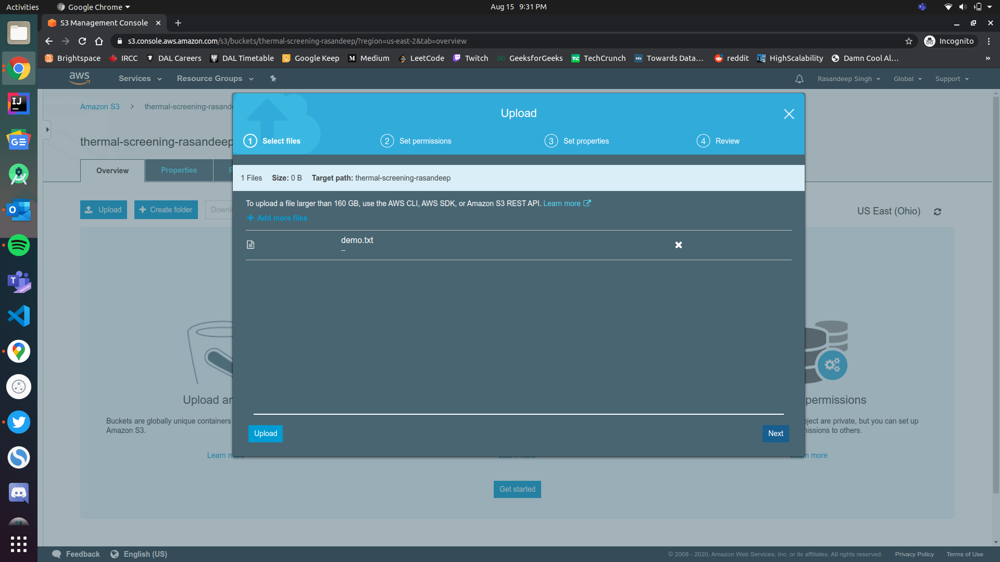 Activities
Google Chrome
Aug 15 9:31 PM
S3 Management Console
s3.console.aws.amazon.com/s3/buckets/thermal-screening-rasandeep/?region=us-east-2&tab=overview
Incognito
Brightspace
IRCC
DAL Careers
DAL Timetable
Google Keep
Medium
LeetCode
Twitch
GeeksforGeeks
TechCrunch
Towards Data...
reddit
HighScalability
Damn Cool Al...
»
aws
Services
Resource Groups
Rasandeep Singh
Global
Support
Amazon S3 > thermal-screening-rasand
thermal-screening-rasandeep
Overview
Properties
P
Upload
+ Create folder
Downl
US East (Ohio)
Upload
1 Select files
2 Set permissions
3 Set properties
4 Review
1 Files Size: 0 B Target path: thermal-screening-rasandeep
To upload a file larger than 160 GB, use the AWS CLI, AWS SDK, or Amazon S3 REST API. Learn more
+ Add more files
demo.txt
--
Upload
Next
Upload an
Buckets are globally unique containers
Amazon S3.
Learn more
Learn more
permissions
bject are private, but you can set up
missions to others.
Learn more
Get started
Feedback
English (US)
© 2008 - 2020, Amazon Web Services, Inc. or its affiliates. All rights reserved.
Privacy Policy
Terms of Use